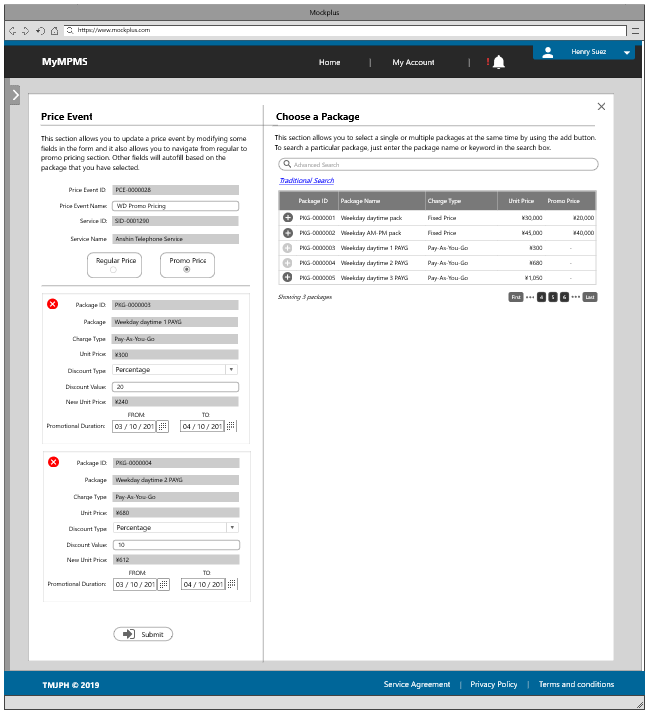 Mockplus
https://www.mockplus.com
Henry Suez
MyMPMS
Home | My Account | !
Price Event
This section allows you to update a price event by modifying some
fields in the form and it also allows you to navigate from regular to
promo pricing section. Other fields will autofill based on the
package that you have selected.
Price Event ID: PCE-0000028
Price Event Name: WD Promo Pricing
Service ID: SID-0001290
Service Name Anshin Telephone Service
Regular Price Promo Price
Package ID: PKG-0000003
Package Weekday daytime 1 PAYG
Charge Type Pay-As-You-Go
Unit Price: ¥300
Discount Type: Percentage
Discount Value: 20
New Unit Price: ¥240
FROM: TO:
Promotional Duration: 03 / 10 / 201 04 / 10 / 201
Package ID: PKG-0000004
Package Weekday daytime 2 PAYG
Charge Type Pay-As-You-Go
Unit Price: ¥680
Discount Type: Percentage
Discount Value: 10
New Unit Price: ¥612
FROM: TO:
Promotional Duration: 03 / 10 / 201 04 / 10 / 201
Submit
Choose a Package
This section allows you to select a single or multiple packages at the same time by using the add button.
To search a particular package, just enter the package name or keyword in the search box.
Advanced Search
Traditional Search
Package ID Package Name Charge Type Unit Price Promo Price
PKG-0000001 Weekday daytime pack Fixed Price ¥30,000 ¥20,000
PKG-0000002 Weekday AM-PM pack Fixed Price ¥45,000 ¥40,000
PKG-0000003 Weekday daytime 1 PAYG Pay-As-You-Go ¥300 -
PKG-0000004 Weekday daytime 2 PAYG Pay-As-You-Go ¥680 -
PKG-0000005 Weekday daytime 3 PAYG Pay-As-You-Go ¥1,050 -
Showing 3 packages
First ••• 4 5 6 ••• Last
TMJPH © 2019
Service Agreement | Privacy Policy | Terms and conditions